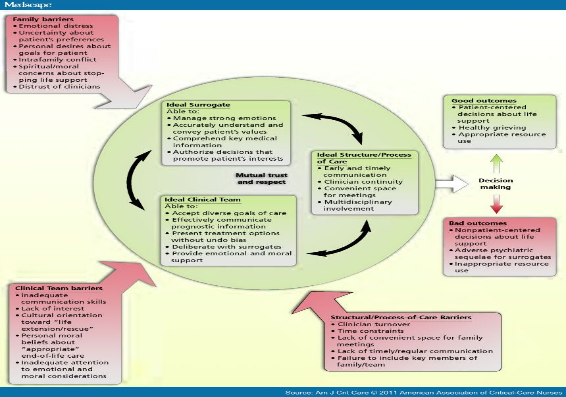 Medscape
Family barriers
• Emotional distress
• Uncertainty about
patient's preferences
• Personal desires about
goals for patient
• Intrafamily conflict
• Spiritual/moral
concerns about stop-
ping life support
• Distrust of clinicians
Ideal Surrogate
Able to:
• Manage strong emotions
• Accurately understand and
convey patient's values
• Comprehend key medical
information
• Authorize decisions that
promote patient's interests
Mutual trust
and respect
Ideal Clinical Team
Able to:
• Accept diverse goals of care
• Effectively communicate
prognostic information
• Present treatment options
without undo bias
• Deliberate with surrogates
• Provide emotional and moral
support
Ideal Structure/Process
of Care
• Early and timely
communication
• Clinician continuity
• Convenient space
for meetings
• Multidisciplinary
involvement
Good outcomes
• Patient-centered
decisions about life
support
• Healthy grieving
• Appropriate resource
use
Decision
making
Bad outcomes
• Nonpatient-centered
decisions about life
support
• Adverse psychiatric
sequelae for surrogates
• Inappropriate resource
use
Clinical Team barriers
• Inadequate
communication skills
• Lack of interest
• Cultural orientation
toward "life
extension/rescue"
• Personal moral
beliefs about
"appropriate"
end-of-life care
• Inadequate attention
to emotional and
moral considerations
Structural/Process-of-Care Barriers
• Clinician turnover
• Time constraints
• Lack of convenient space for family
meetings
• Lack of timely/regular communication
• Failure to include key members of
family/team
Source: Am J Crit Care © 2011 American Association of Critical-Care Nurses